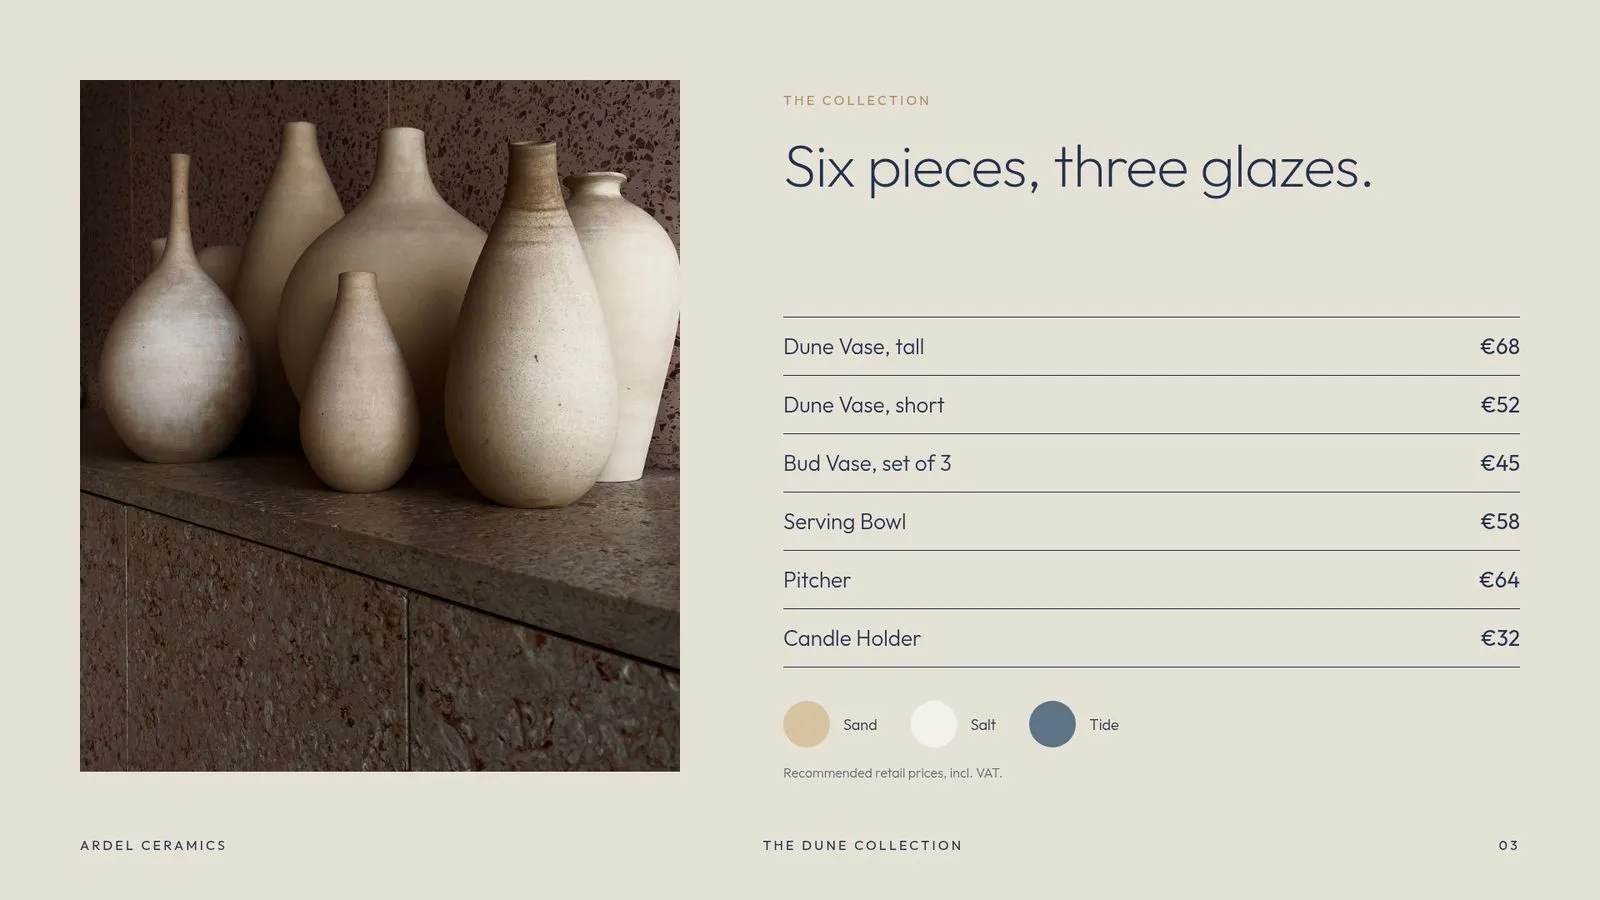 THE COLLECTION
Six pieces, three glazes.
Dune Vase, tall €68
Dune Vase, short €52
Bud Vase, set of 3 €45
Serving Bowl €58
Pitcher €64
Candle Holder €32
Sand Salt Tide
Recommended retail prices, incl. VAT.
ARDEL CERAMICS THE DUNE COLLECTION 03